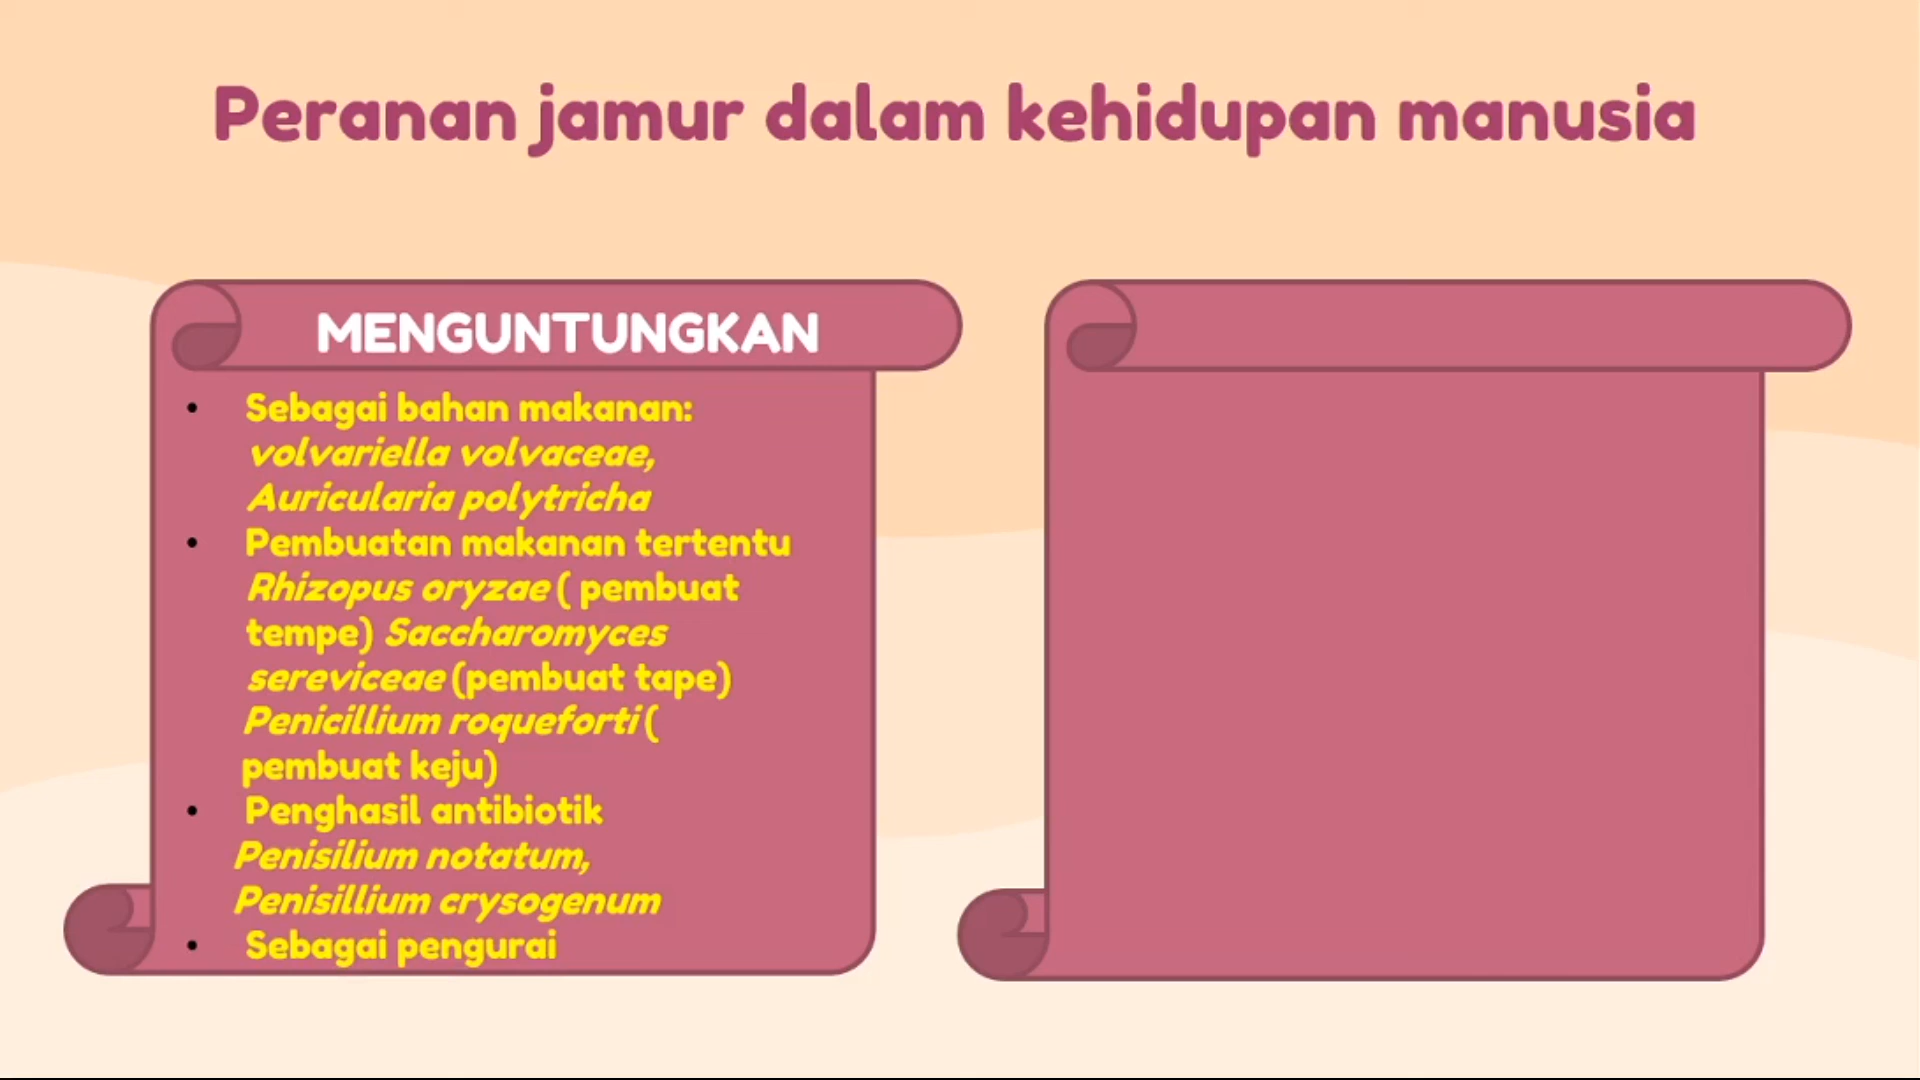 Peranan jamur dalam kehidupan manusia
MENGUNTUNGKAN
• Sebagai bahan makanan:
volvariella volvaceae,
Auricularia polytricha
• Pembuatan makanan tertentu
Rhizopus oryzae ( pembuat
tempe) Saccharomyces
sereviceae (pembuat tape)
Penicillium roqueforti (
pembuat keju)
• Penghasil antibiotik
Penisilium notatum,
Penisillium crysogenum
• Sebagai pengurai